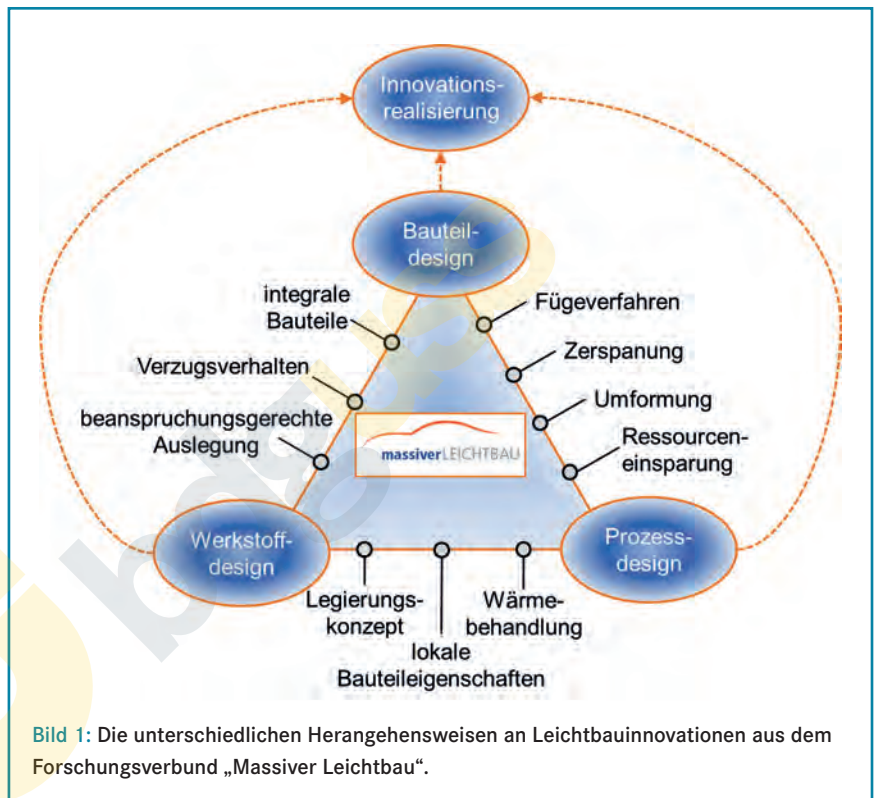 Innovations-
realisierung
Bauteil-
design
integrale
Bauteile
Fügeverfahren
Verzugsverhalten
Zerspanung
beanspruchungsgerechte
Auslegung
Umformung
massiverLEICHTBAU
Ressourcen-
einsparung
Werkstoff-
design
Prozess-
design
Legierungs-
konzept
lokale
Bauteileigenschaften
Wärme-
behandlung
Bild 1: Die unterschiedlichen Herangehensweisen an Leichtbauinnovationen aus dem
Forschungsverbund „Massiver Leichtbau“.
bdguss